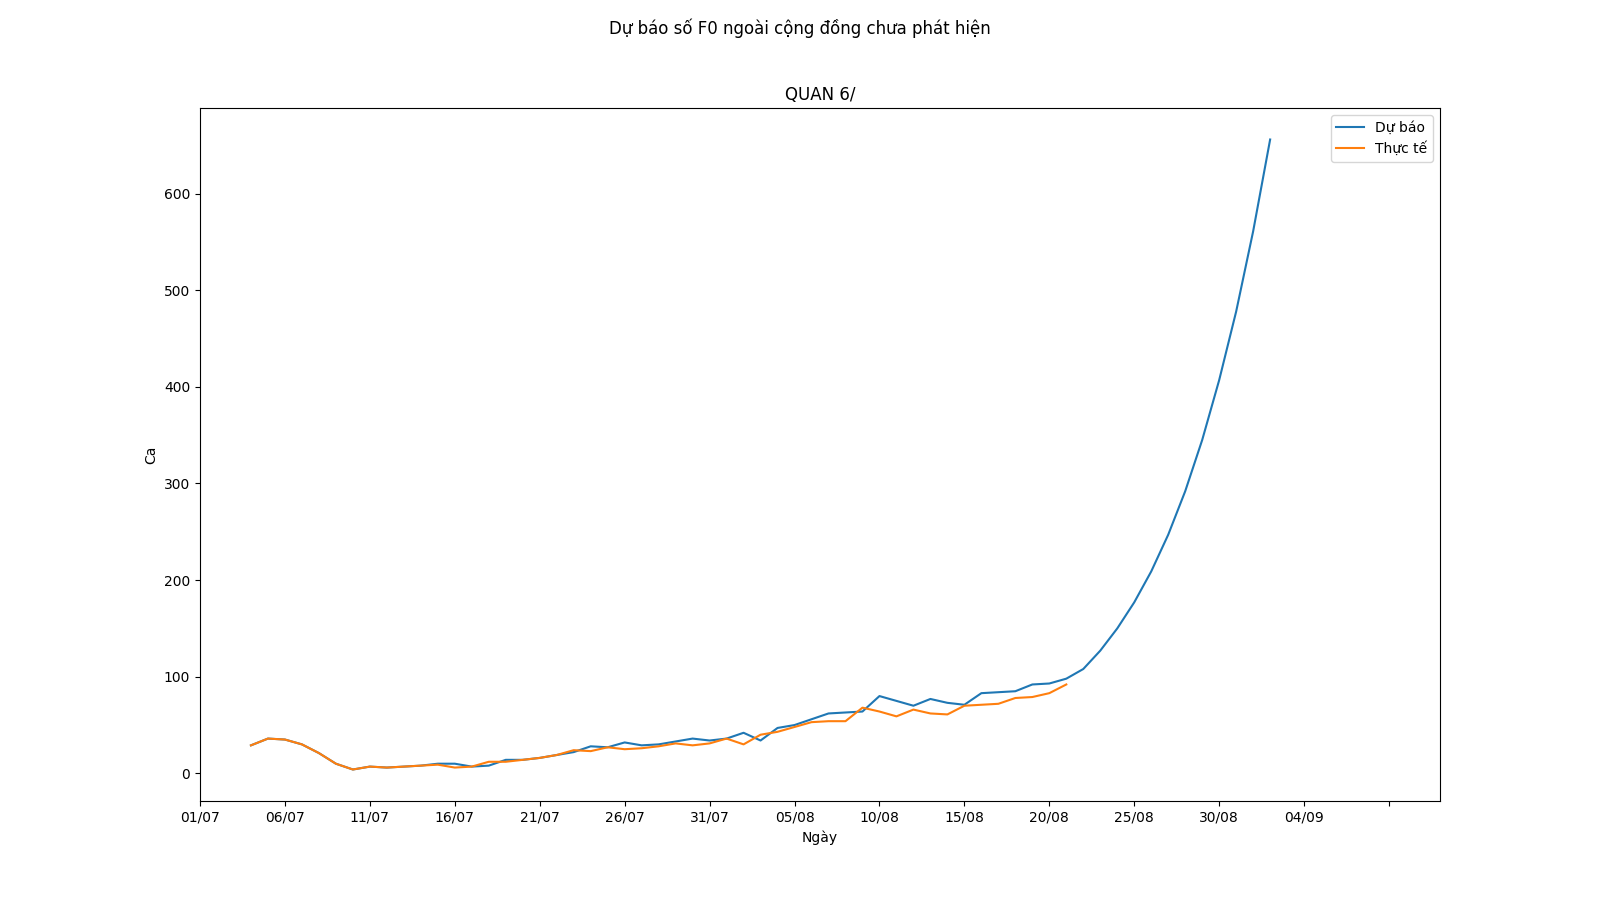 Dự báo số F0 ngoài cộng đồng chưa phát hiện
QUAN 6/
Dự báo
Thực tế
600
500
400
300
200
100
0
Ca
01/07 06/07 11/07 16/07 21/07 26/07 31/07 05/08 10/08 15/08 20/08 25/08 30/08 04/09
Ngày